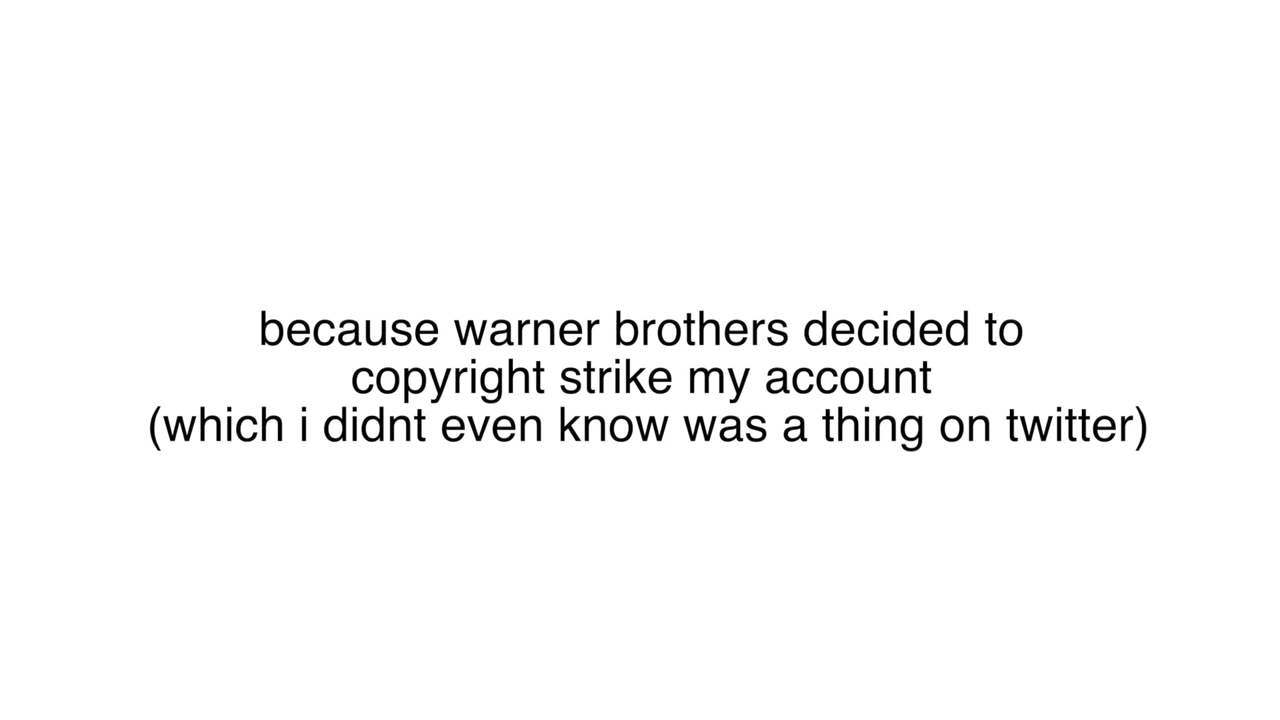 because warner brothers decided to
copyright strike my account
(which i didnt even know was a thing on twitter)